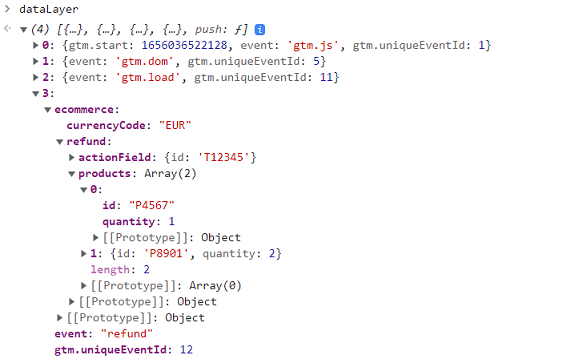 > dataLayer
(4) [{…}, {…}, {…}, {…}, push: ƒ] i
0: {gtm.start: 1656036522128, event: 'gtm.js', gtm.uniqueEventId: 1}
1: {event: 'gtm.dom', gtm.uniqueEventId: 5}
2: {event: 'gtm.load', gtm.uniqueEventId: 11}
3:
ecommerce:
currencyCode: "EUR"
refund:
actionField: {id: 'T12345'}
products: Array(2)
0:
id: "P4567"
quantity: 1
[[Prototype]]: Object
1: {id: 'P8901', quantity: 2}
length: 2
[[Prototype]]: Array(0)
[[Prototype]]: Object
[[Prototype]]: Object
event: "refund"
gtm.uniqueEventId: 12